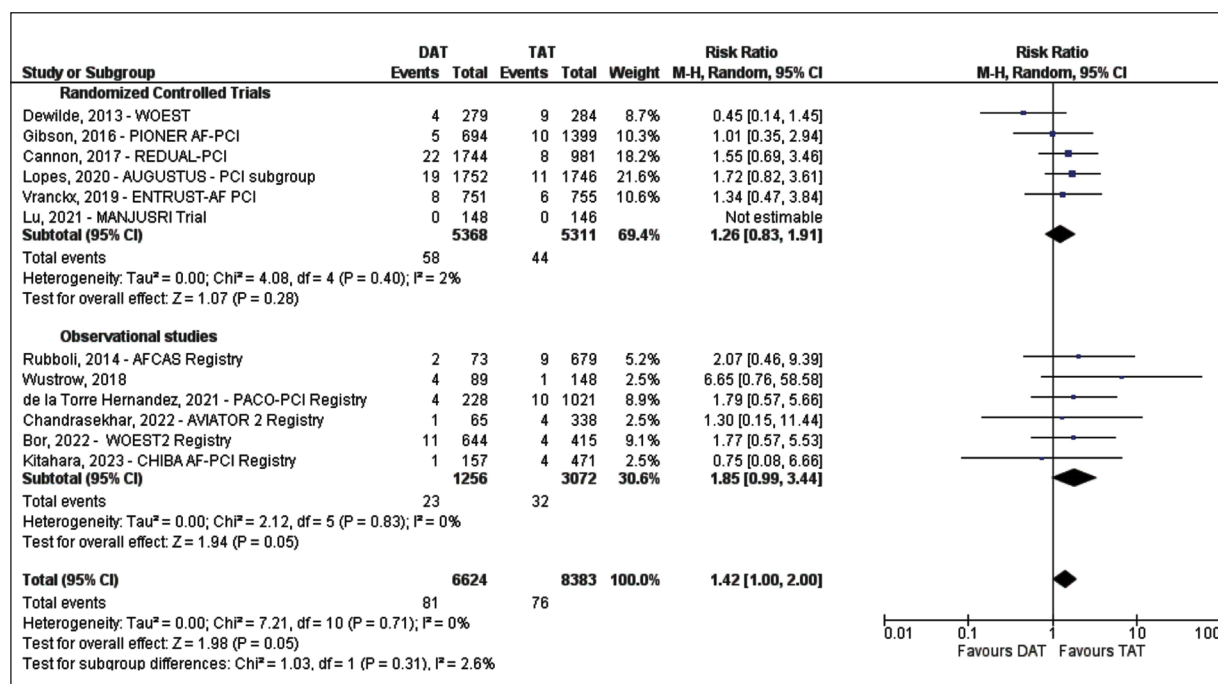 DAT TAT Risk Ratio Risk Ratio
Study or Subgroup Events Total Events Total Weight M-H, Random, 95% CI M-H, Random, 95% CI
Randomized Controlled Trials
Dewilde, 2013 - WOEST 4 279 9 284 8.7% 0.45 [0.14, 1.45]
Gibson, 2016 - PIONER AF-PCI 5 694 10 1399 10.3% 1.01 [0.35, 2.94]
Cannon, 2017 - REDUAL-PCI 22 1744 8 981 18.2% 1.55 [0.69, 3.46]
Lopes, 2020 - AUGUSTUS - PCI subgroup 19 1752 11 1746 21.6% 1.72 [0.82, 3.61]
Vranckx, 2019 - ENTRUST-AF PCI 8 751 6 755 10.6% 1.34 [0.47, 3.84]
Lu, 2021 - MANJUSRI Trial 0 148 0 146 Not estimable
Subtotal (95% CI) 5368 5311 69.4% 1.26 [0.83, 1.91]
Total events 58 44
Heterogeneity: Tau² = 0.00; Chi² = 4.08, df = 4 (P = 0.40); I² = 2%
Test for overall effect: Z = 1.07 (P = 0.28)
Observational studies
Rubboli, 2014 - AFCAS Registry 2 73 9 679 5.2% 2.07 [0.46, 9.39]
Wustrow, 2018 4 89 1 148 2.5% 6.65 [0.76, 58.58]
de la Torre Hernandez, 2021 - PACO-PCI Registry 4 228 10 1021 8.9% 1.79 [0.57, 5.66]
Chandrasekhar, 2022 - AVIATOR 2 Registry 1 65 4 338 2.5% 1.30 [0.15, 11.44]
Bor, 2022 - WOEST2 Registry 11 644 4 415 9.1% 1.77 [0.57, 5.53]
Kitahara, 2023 - CHIBA AF-PCI Registry 1 157 4 471 2.5% 0.75 [0.08, 6.66]
Subtotal (95% CI) 1256 3072 30.6% 1.85 [0.99, 3.44]
Total events 23 32
Heterogeneity: Tau² = 0.00; Chi² = 2.12, df = 5 (P = 0.83); I² = 0%
Test for overall effect: Z = 1.94 (P = 0.05)
Total (95% CI) 6624 8383 100.0% 1.42 [1.00, 2.00]
Total events 81 76
Heterogeneity: Tau² = 0.00; Chi² = 7.21, df = 10 (P = 0.71); I² = 0%
Test for overall effect: Z = 1.98 (P = 0.05)
Test for subgroup differences: Chi² = 1.03, df = 1 (P = 0.31), I² = 2.6%
0.01 0.1 1 10 100
Favours DAT Favours TAT